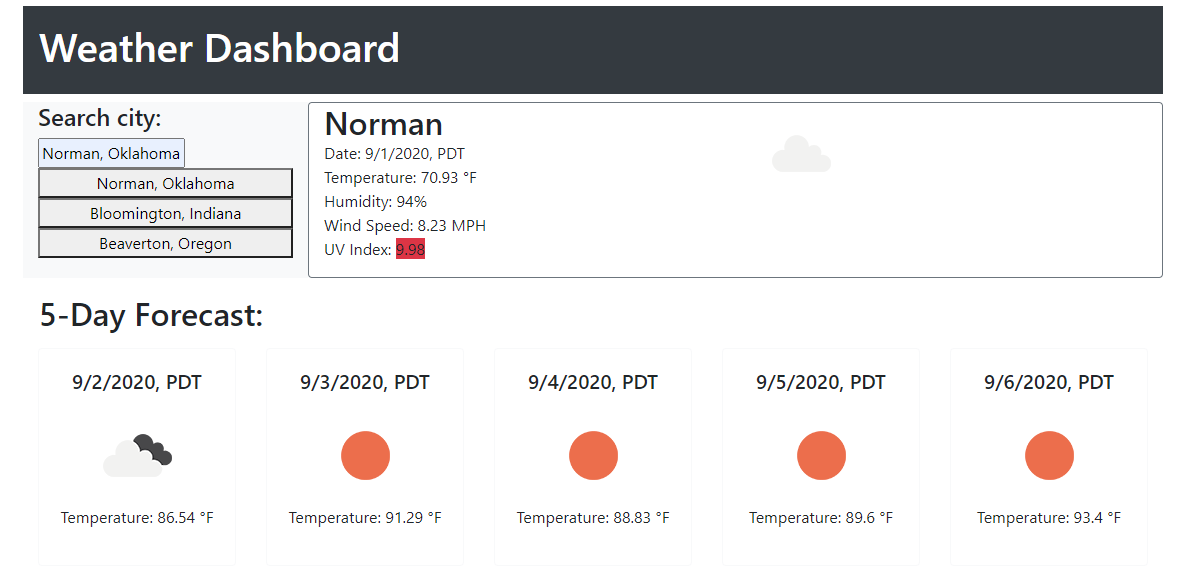 Weather Dashboard
Search city:
Norman, Oklahoma
Norman, Oklahoma
Bloomington, Indiana
Beaverton, Oregon
Norman
Date: 9/1/2020, PDT
Temperature: 70.93 °F
Humidity: 94%
Wind Speed: 8.23 MPH
UV Index: 9.98
5-Day Forecast:
9/2/2020, PDT
Temperature: 86.54 °F
9/3/2020, PDT
Temperature: 91.29 °F
9/4/2020, PDT
Temperature: 88.83 °F
9/5/2020, PDT
Temperature: 89.6 °F
9/6/2020, PDT
Temperature: 93.4 °F